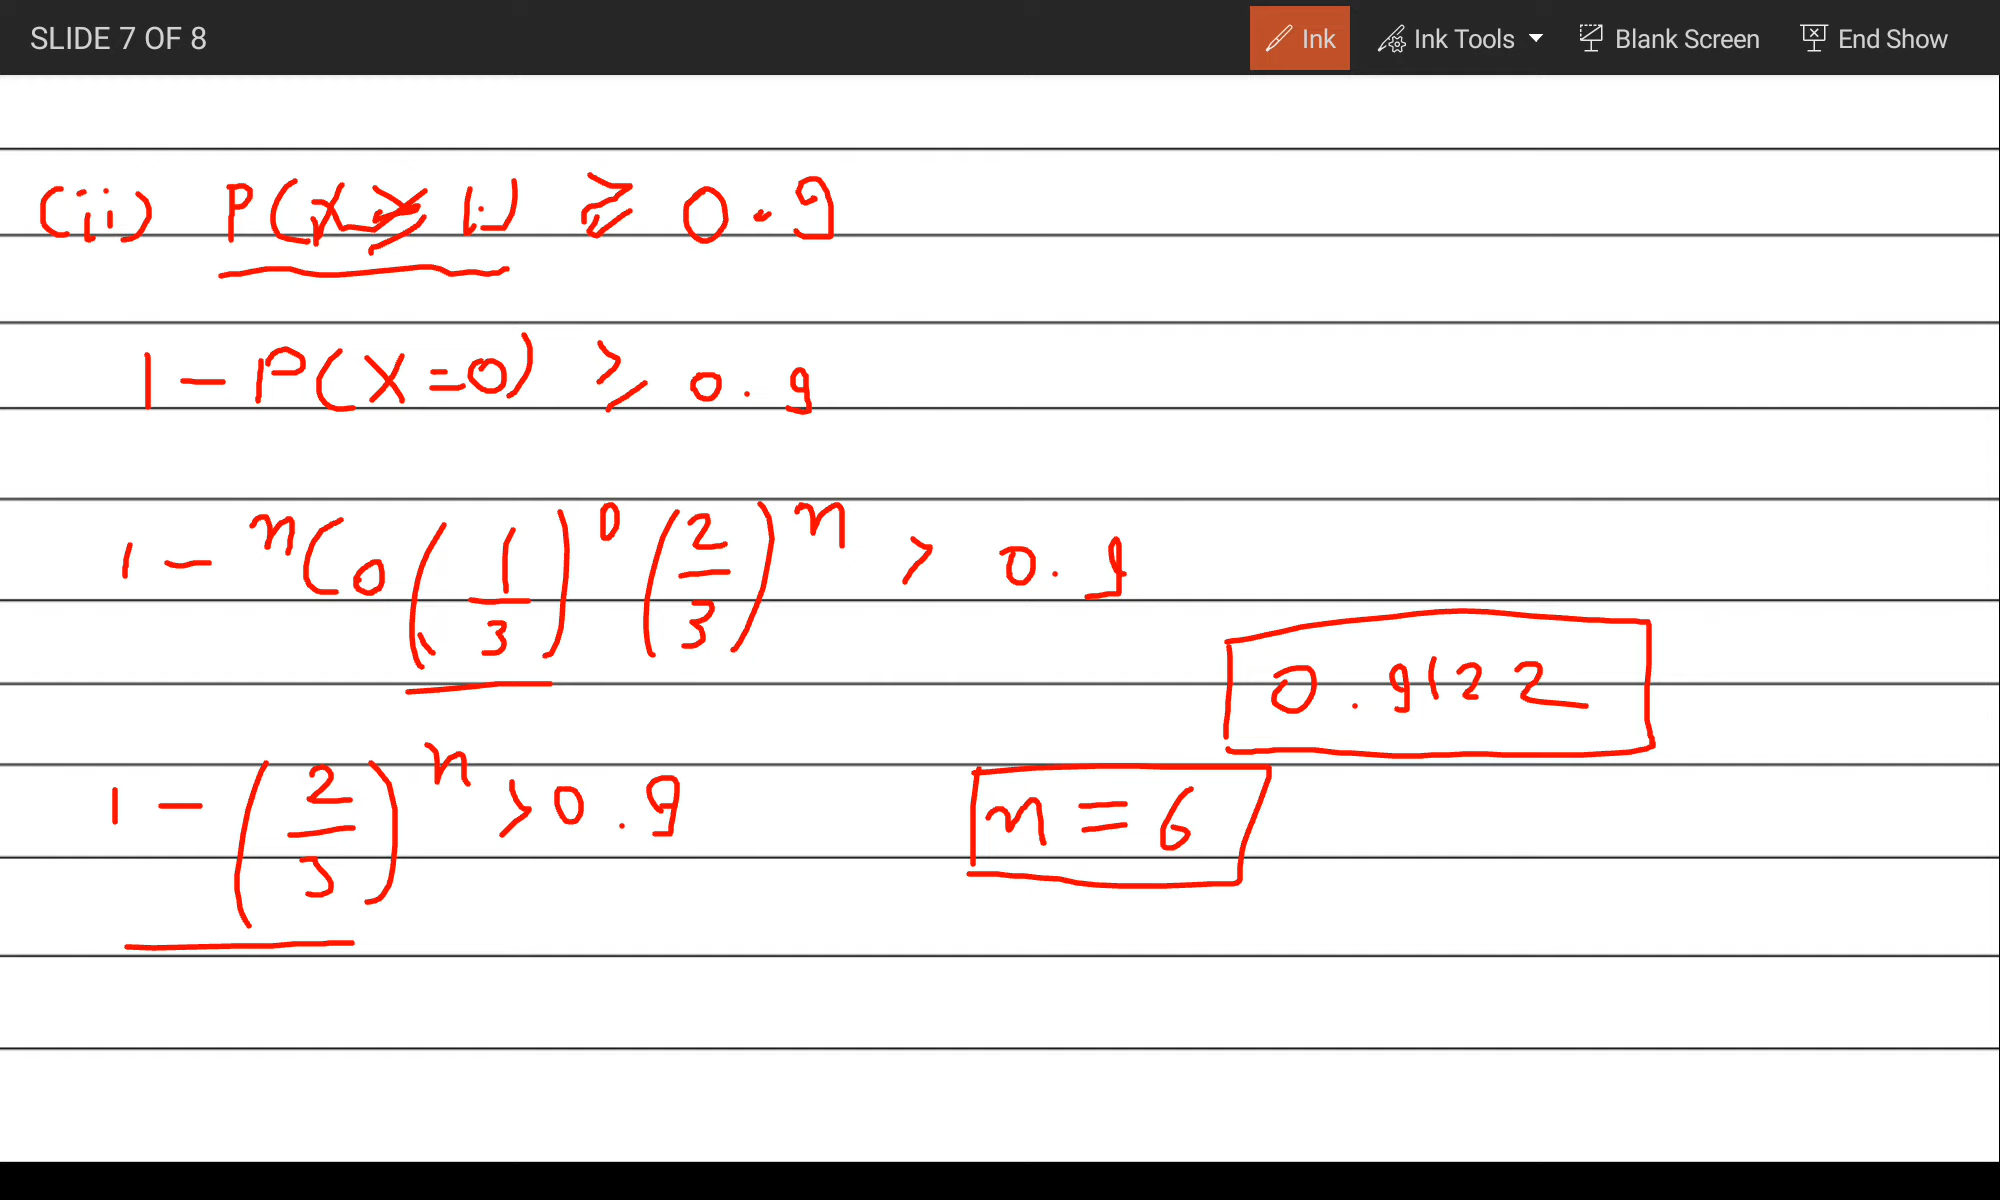 SLIDE 7 OF 8 Ink Ink Tools Blank Screen End Show
(ii) P(X ≥ 1) ≥ 0.9
1 - P(X=0) ≥ 0.9
1 - ⁿC₀ (1/3)⁰ (2/3)ⁿ > 0.9
0.9122
1 - (2/3)ⁿ > 0.9 n = 6